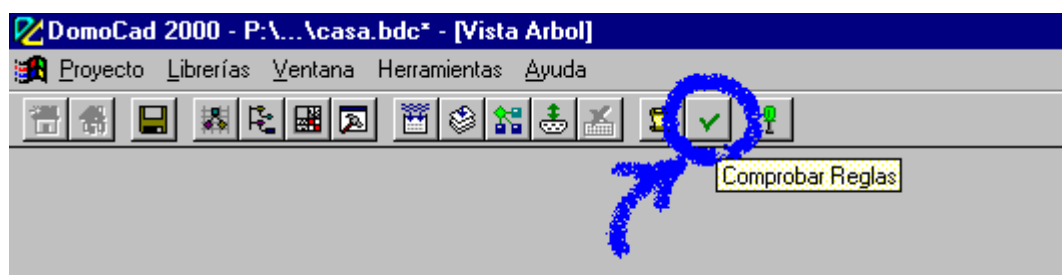 DomoCad 2000 - P:\...\casa.bdc* - [Vista Arbol]
Proyecto Librerías Ventana Herramientas Ayuda
Comprobar Reglas